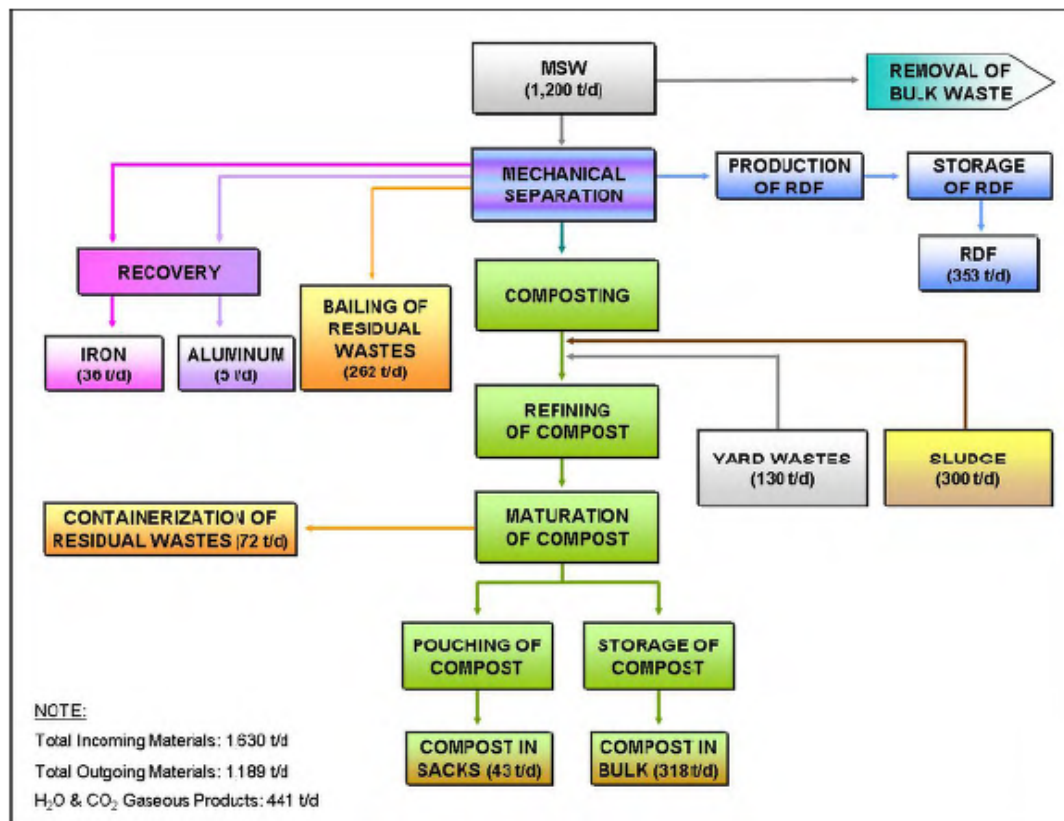 MSW
(1,200 t/d)
REMOVAL OF
BULK WASTE
MECHANICAL
SEPARATION
PRODUCTION
OF RDF
STORAGE
OF RDF
RDF
(353 t/d)
RECOVERY
IRON
(36 t/d)
ALUMINUM
(5 t/d)
BAILING OF
RESIDUAL
WASTES
(262 t/d)
COMPOSTING
REFINING
OF COMPOST
YARD WASTES
(130 t/d)
SLUDGE
(300 t/d)
CONTAINERIZATION OF
RESIDUAL WASTES (72 t/d)
MATURATION
OF COMPOST
POUCHING OF
COMPOST
STORAGE OF
COMPOST
COMPOST IN
SACKS (43 t/d)
COMPOST IN
BULK (318 t/d)
NOTE:
Total Incoming Materials: 1.630 t/d
Total Outgoing Materials: 1.189 t/d
H₂O & CO₂ Gaseous Products: 441 t/d